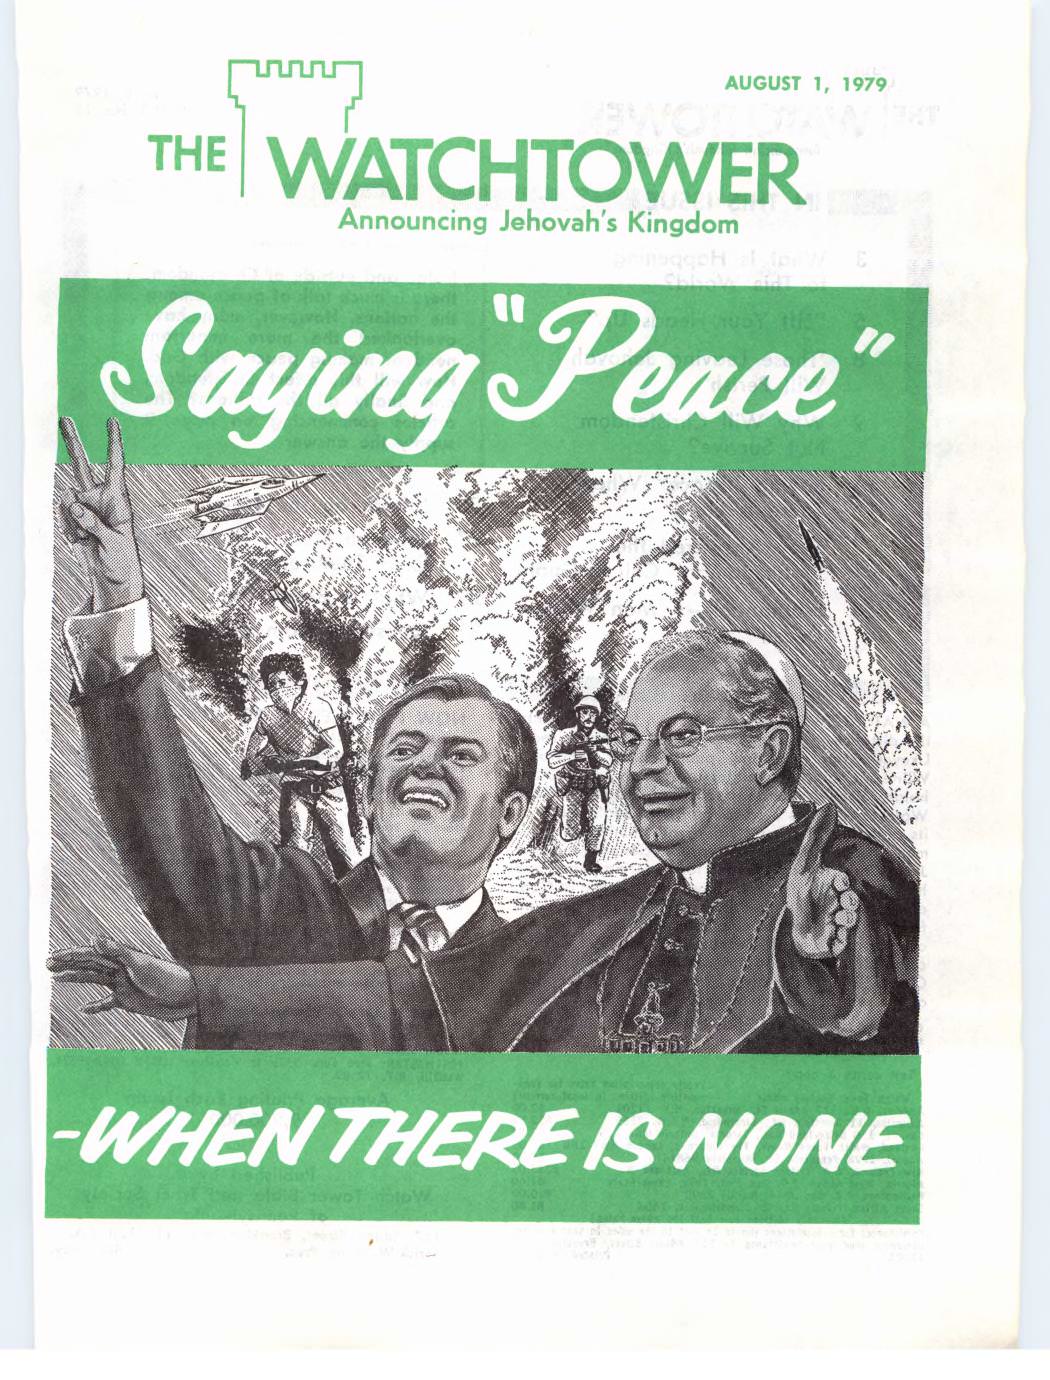 AUGUST 1, 1979
THE WATCHTOWER
Announcing Jehovah's Kingdom
Saying "Peace"
-WHEN THERE IS NONE